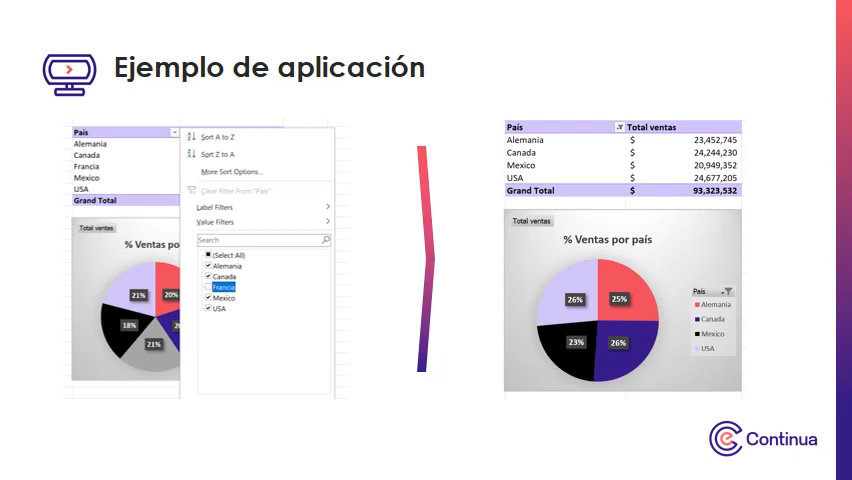 Ejemplo de aplicación
País
Alemania
Canada
Francia
Mexico
USA
Grand Total
Total ventas
% Ventas po
21%
20%
18%
21%
2
Sort A to Z
Sort Z to A
More Sort Options...
Clear Filter From "País"
Label Filters
Value Filters
Search
(Select All)
Alemania
Canada
Francia
Mexico
USA
País Total ventas
Alemania $ 23,452,745
Canada $ 24,244,230
Mexico $ 20,949,352
USA $ 24,677,205
Grand Total $ 93,323,532
Total ventas
% Ventas por país
26%
25%
23%
26%
País
Alemania
Canada
Mexico
USA
Continua